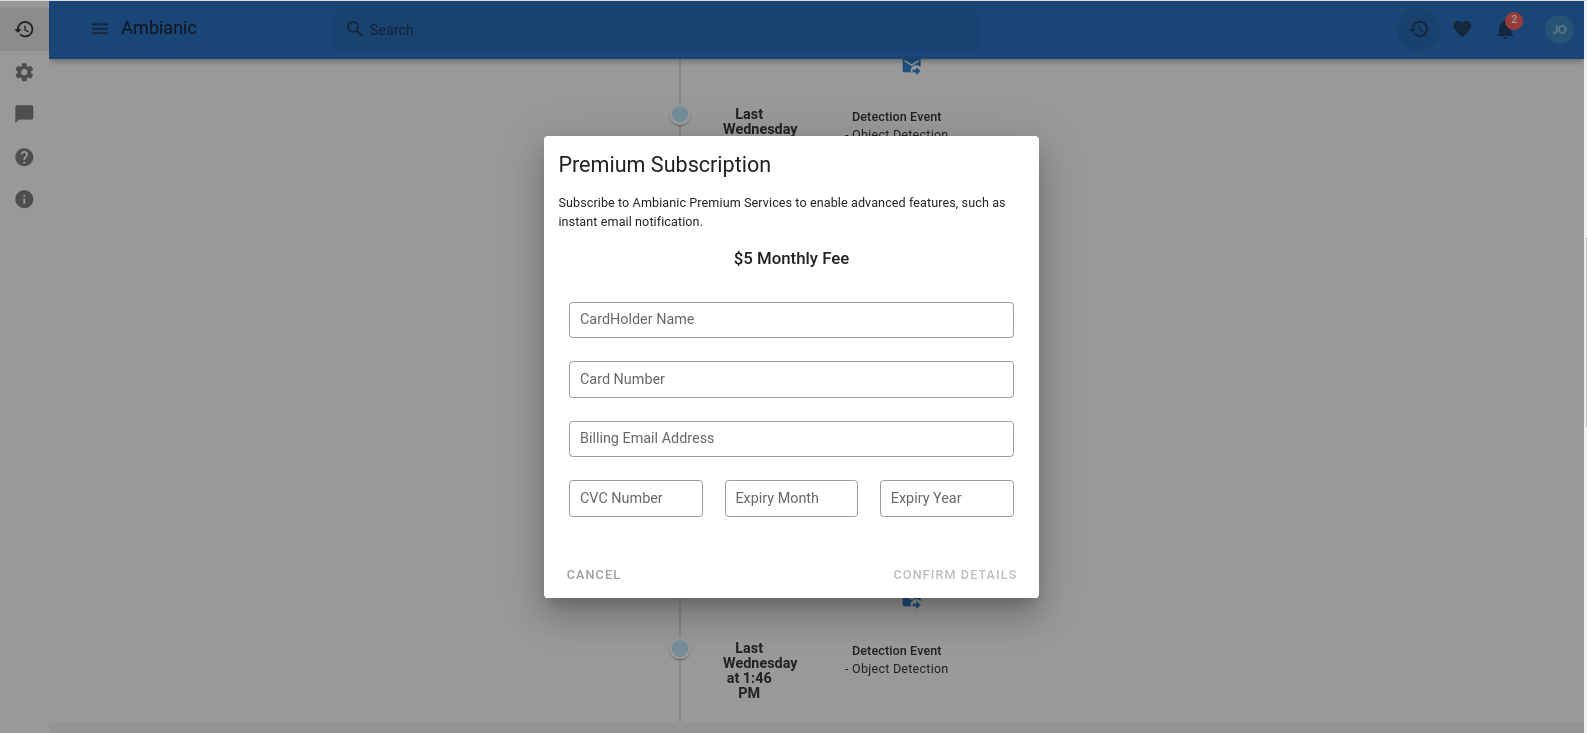 Ambianic
Search
2
JO
Last
Wednesday
Detection Event
- Object Detection
Premium Subscription
Subscribe to Ambianic Premium Services to enable advanced features, such as
instant email notification.
$5 Monthly Fee
CardHolder Name
Card Number
Billing Email Address
CVC Number
Expiry Month
Expiry Year
CANCEL
CONFIRM DETAILS
Last
Wednesday
at 1:46
PM
Detection Event
- Object Detection